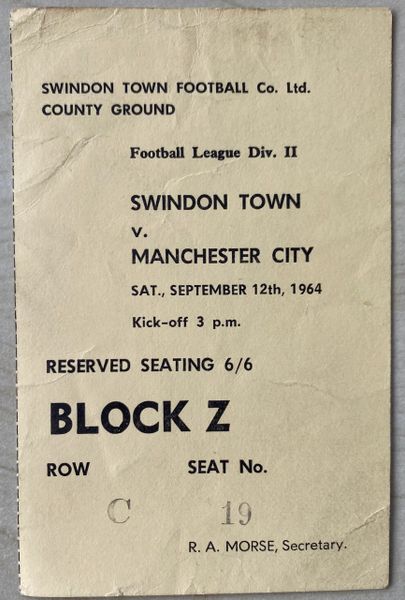 SWINDON TOWN FOOTBALL Co. Ltd.
COUNTY GROUND
Football League Div. II
SWINDON TOWN
v.
MANCHESTER CITY
SAT., SEPTEMBER 12th, 1964
Kick-off 3 p.m.
RESERVED SEATING 6/6
BLOCK Z
ROW SEAT No.
C 19
R. A. MORSE, Secretary.